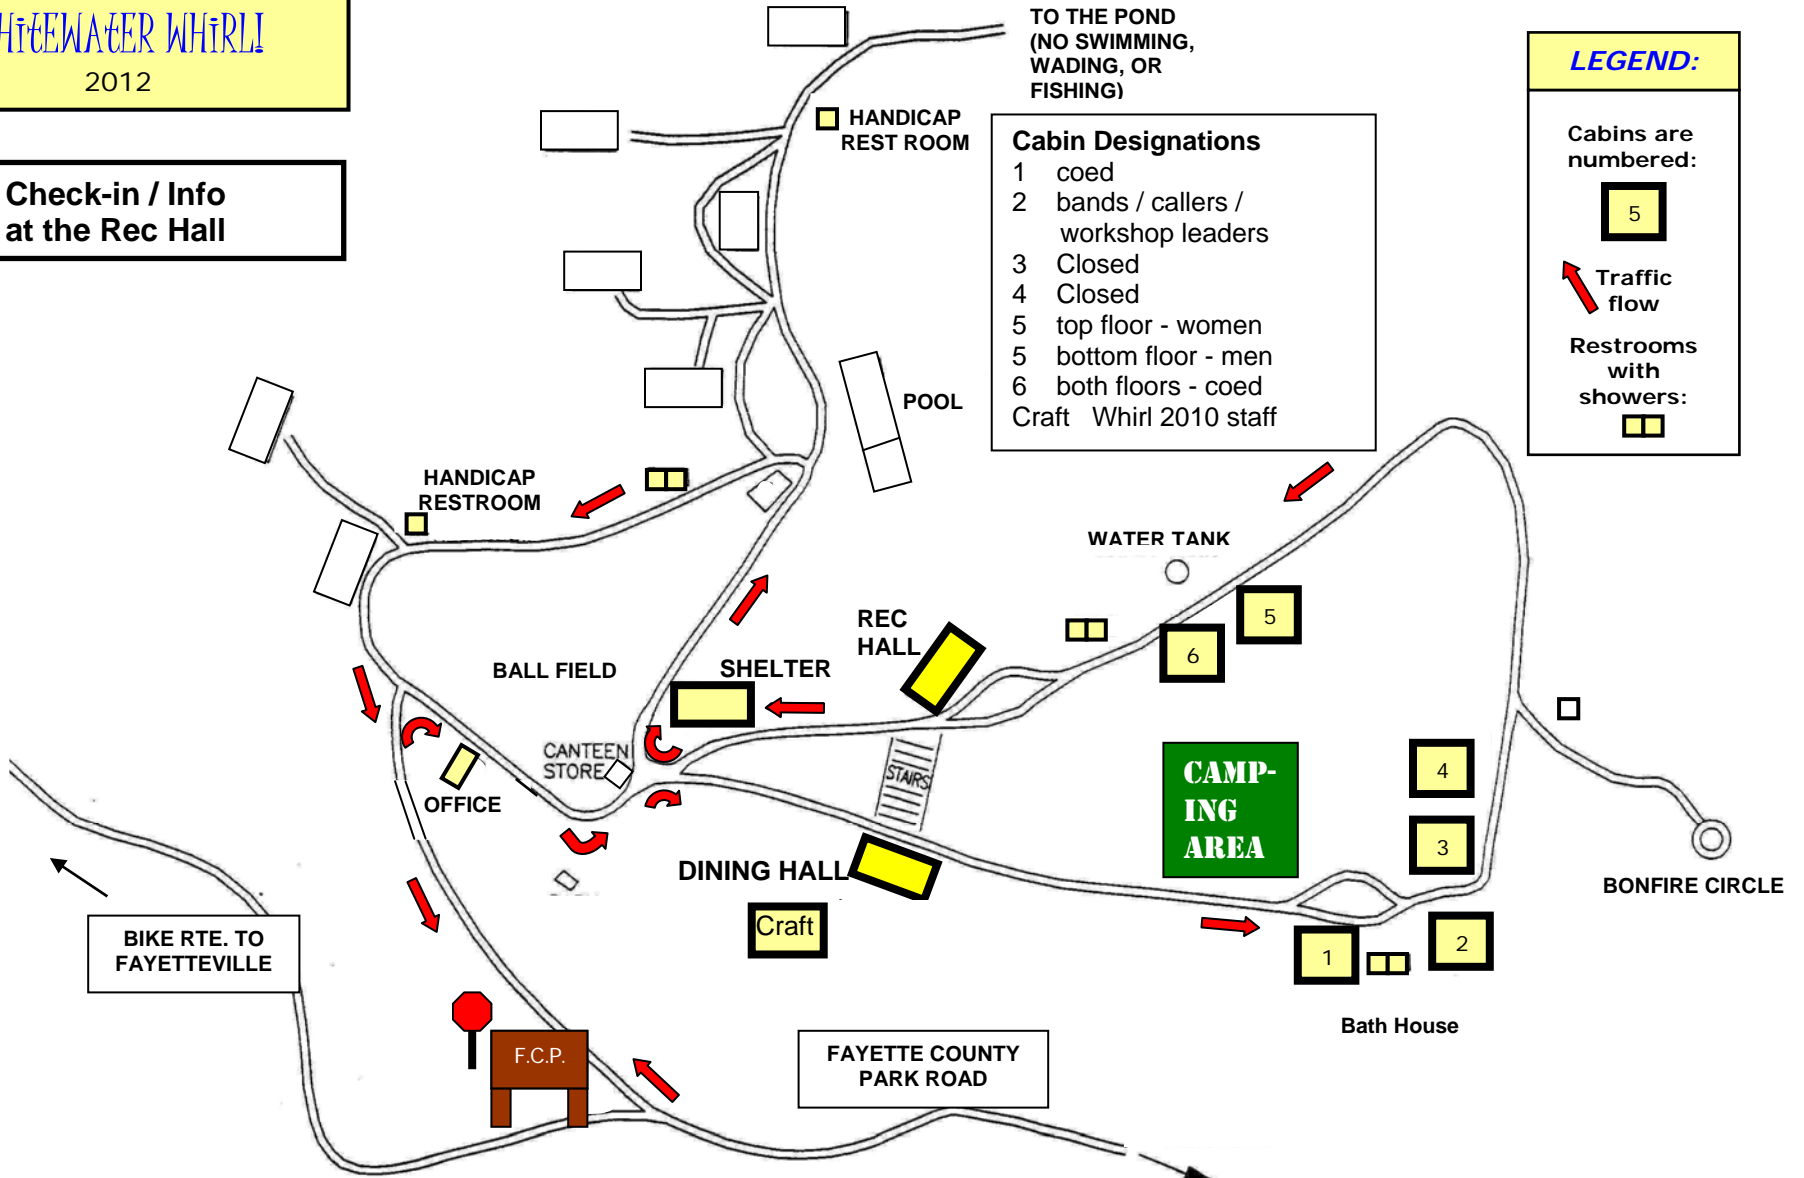 HITEWATER WHIRL!
2012
Check-in / Info
at the Rec Hall
TO THE POND
(NO SWIMMING,
WADING, OR
FISHING)
HANDICAP
REST ROOM
Cabin Designations
1 coed
2 bands / callers /
workshop leaders
3 Closed
4 Closed
5 top floor - women
5 bottom floor - men
6 both floors - coed
Craft Whirl 2010 staff
LEGEND:
Cabins are
numbered:
5
Traffic
flow
Restrooms
with
showers:
POOL
HANDICAP
RESTROOM
WATER TANK
REC
HALL
5
6
BALL FIELD
SHELTER
CANTEEN
STORE
STAIRS
OFFICE
CAMP-
ING
AREA
4
3
DINING HALL
BONFIRE CIRCLE
Craft
1
2
BIKE RTE. TO
FAYETTEVILLE
Bath House
F.C.P.
FAYETTE COUNTY
PARK ROAD